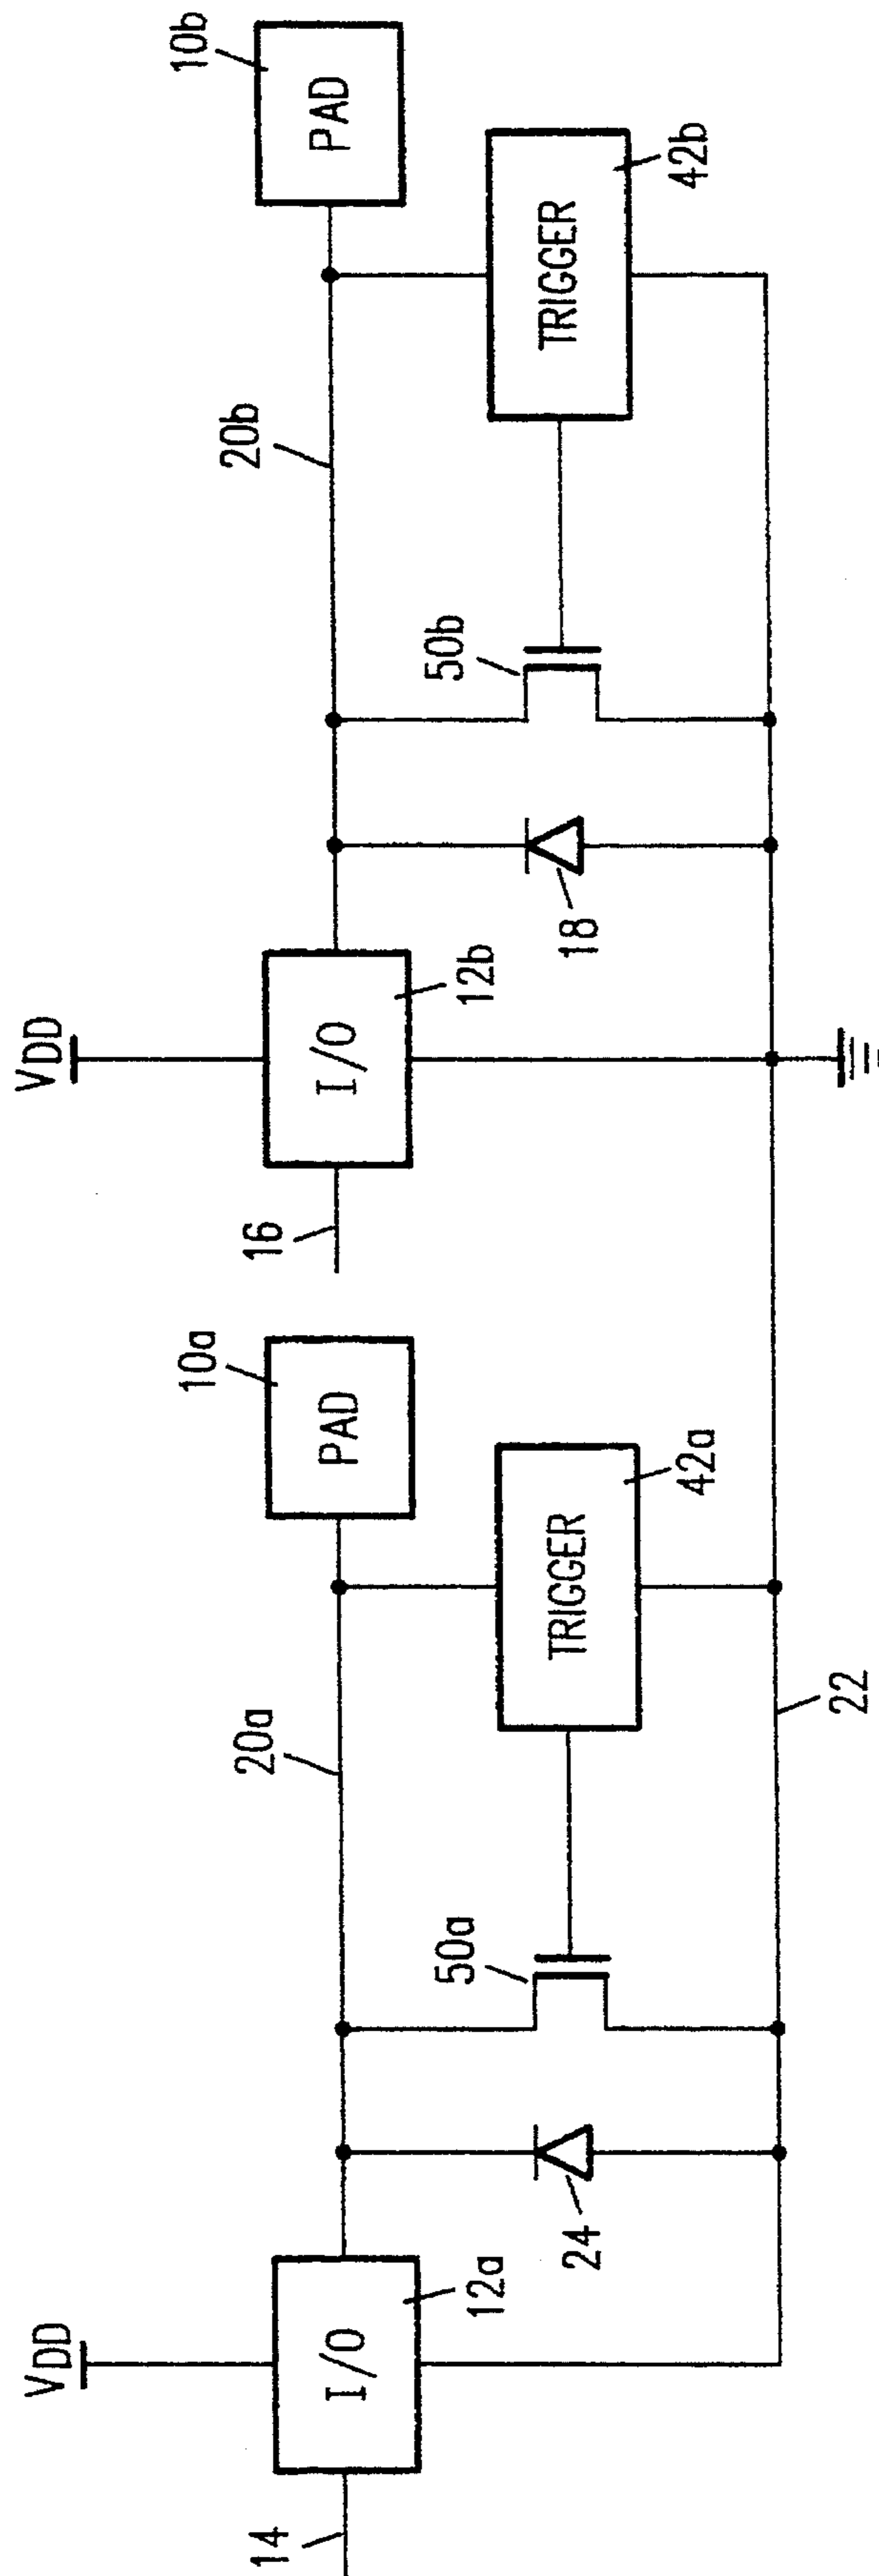 VDD
VDD
14
I/O
12a
24
50a
20a
TRIGGER
42a
PAD
10a
22
16
I/O
12b
18
50b
20b
TRIGGER
42b
PAD
10b